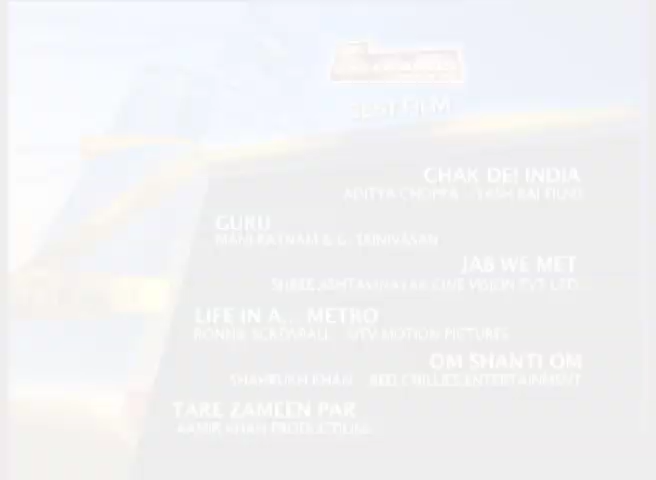 BEST FILM
CHAK DE! INDIA
ADITYA CHOPRA - YASH RAJ FILMS
GURU
MANI RATNAM & G. SRINIVASAN
JAB WE MET
SHREE ASHTAVINAYAK CINE VISION PVT LTD
LIFE IN A... METRO
RONNIE SCREWVALA - UTV MOTION PICTURES
OM SHANTI OM
SHAHRUKH KHAN - RED CHILLIES ENTERTAINMENT
TARE ZAMEEN PAR
AAMIR KHAN PRODUCTIONS